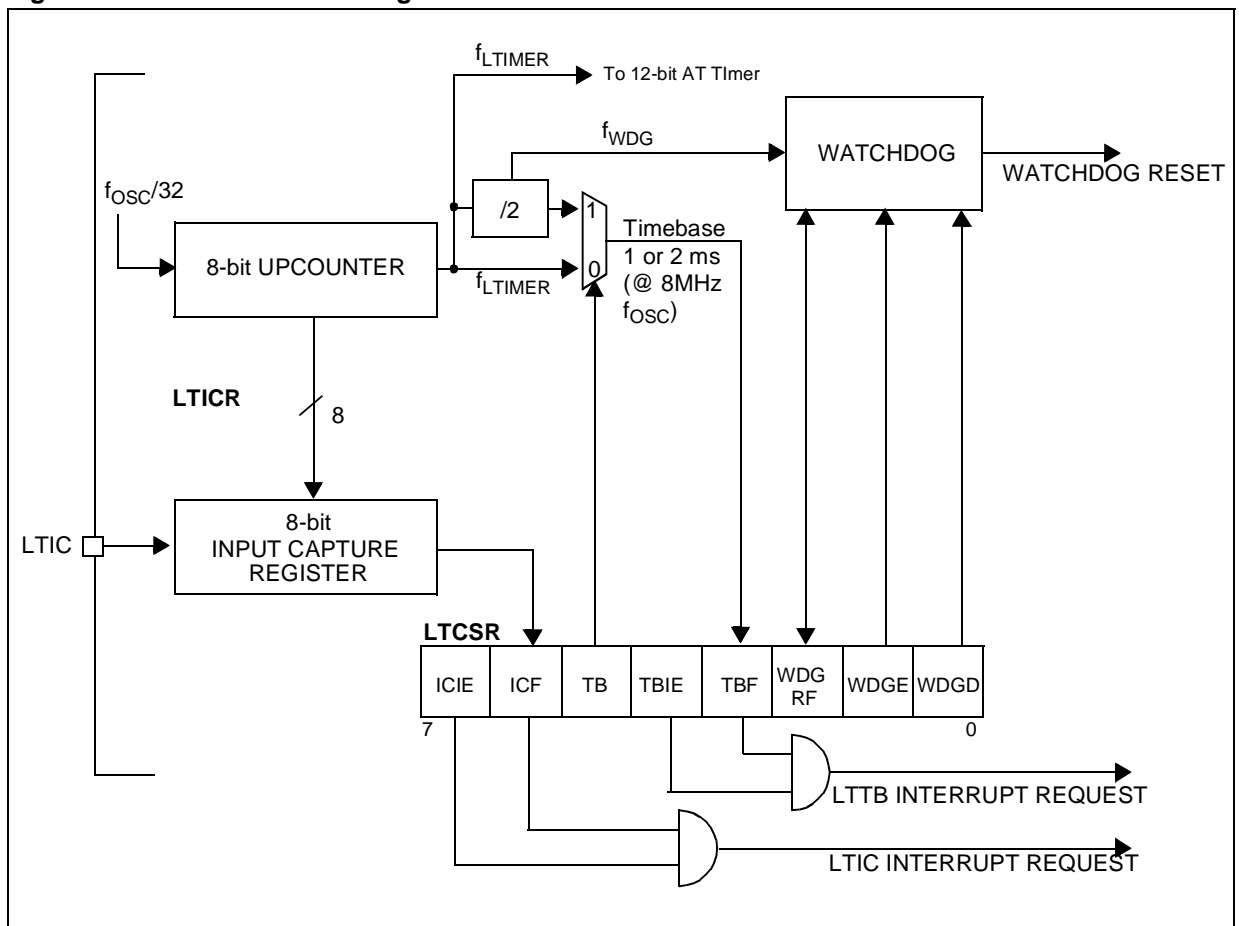 fLTIMER
To 12-bit AT TImer
fWDG
WATCHDOG
WATCHDOG RESET
fOSC/32
/2
1
Timebase
1 or 2 ms
(@ 8MHz
fOSC)
8-bit UPCOUNTER
0
fLTIMER
LTICR
8
8-bit
INPUT CAPTURE
REGISTER
LTIC
LTCSR
ICIE ICF TB TBIE TBF WDG RF WDGE WDGD
7 0
LTTB INTERRUPT REQUEST
LTIC INTERRUPT REQUEST